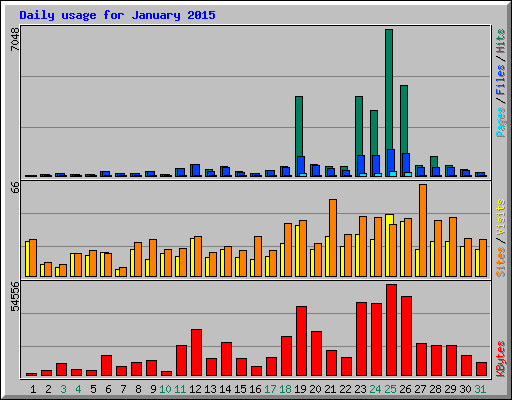 Daily usage for January 2015
7048
Pages / Files / Hits
66
Sites / Visits
54556
KBytes
1 2 3 4 5 6 7 8 9 10 11 12 13 14 15 16 17 18 19 20 21 22 23 24 25 26 27 28 29 30 31